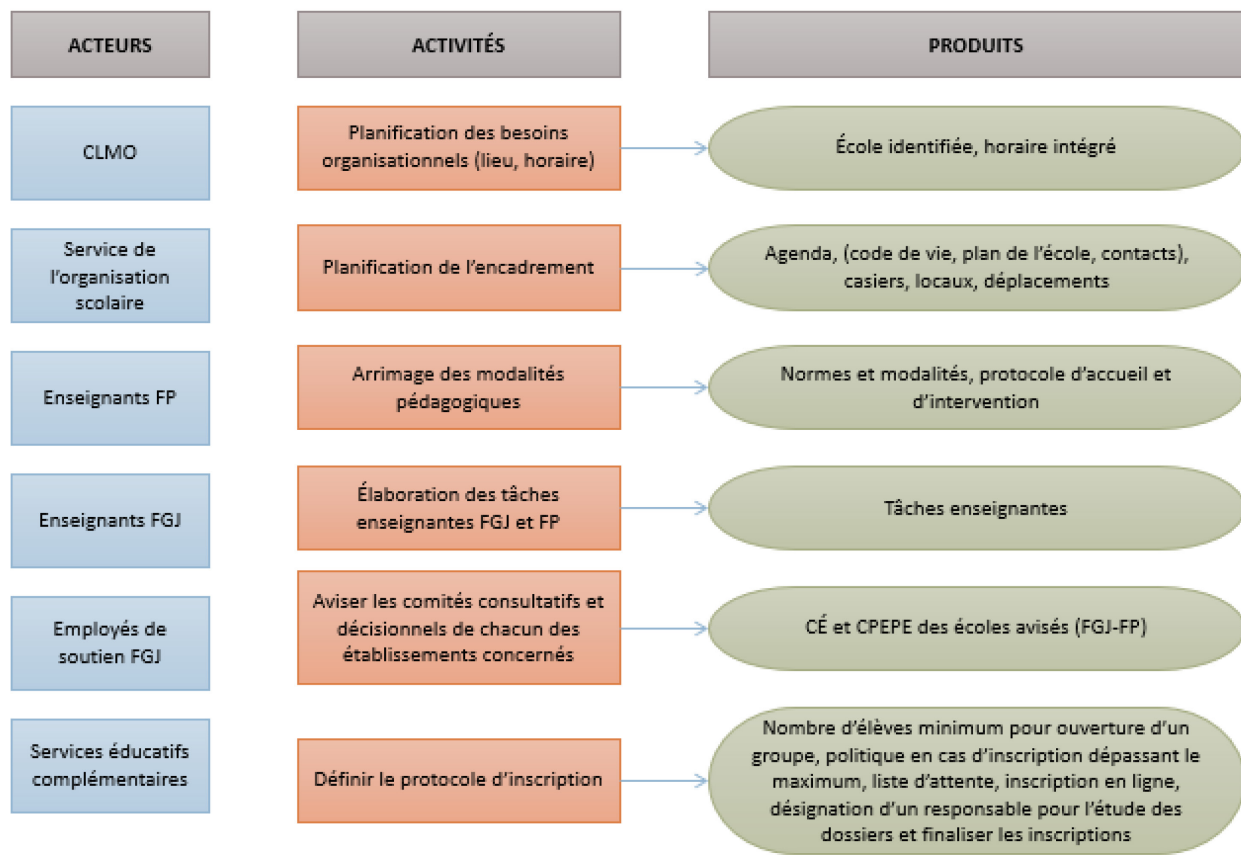 ACTEURS
ACTIVITÉS
PRODUITS
CLMO
Planification des besoins
organisationnels (lieu, horaire)
École identifiée, horaire intégré
Service de
l’organisation
scolaire
Planification de l’encadrement
Agenda, (code de vie, plan de l’école, contacts),
casiers, locaux, déplacements
Enseignants FP
Arrimage des modalités
pédagogiques
Normes et modalités, protocole d’accueil et
d’intervention
Enseignants FGJ
Élaboration des tâches
enseignantes FGJ et FP
Tâches enseignantes
Employés de
soutien FGJ
Aviser les comités consultatifs et
décisionnels de chacun des
établissements concernés
CÉ et CPEPE des écoles avisés (FGJ-FP)
Services éducatifs
complémentaires
Définir le protocole d’inscription
Nombre d’élèves minimum pour ouverture d’un
groupe, politique en cas d’inscription dépassant le
maximum, liste d’attente, inscription en ligne,
désignation d’un responsable pour l’étude des
dossiers et finaliser les inscriptions